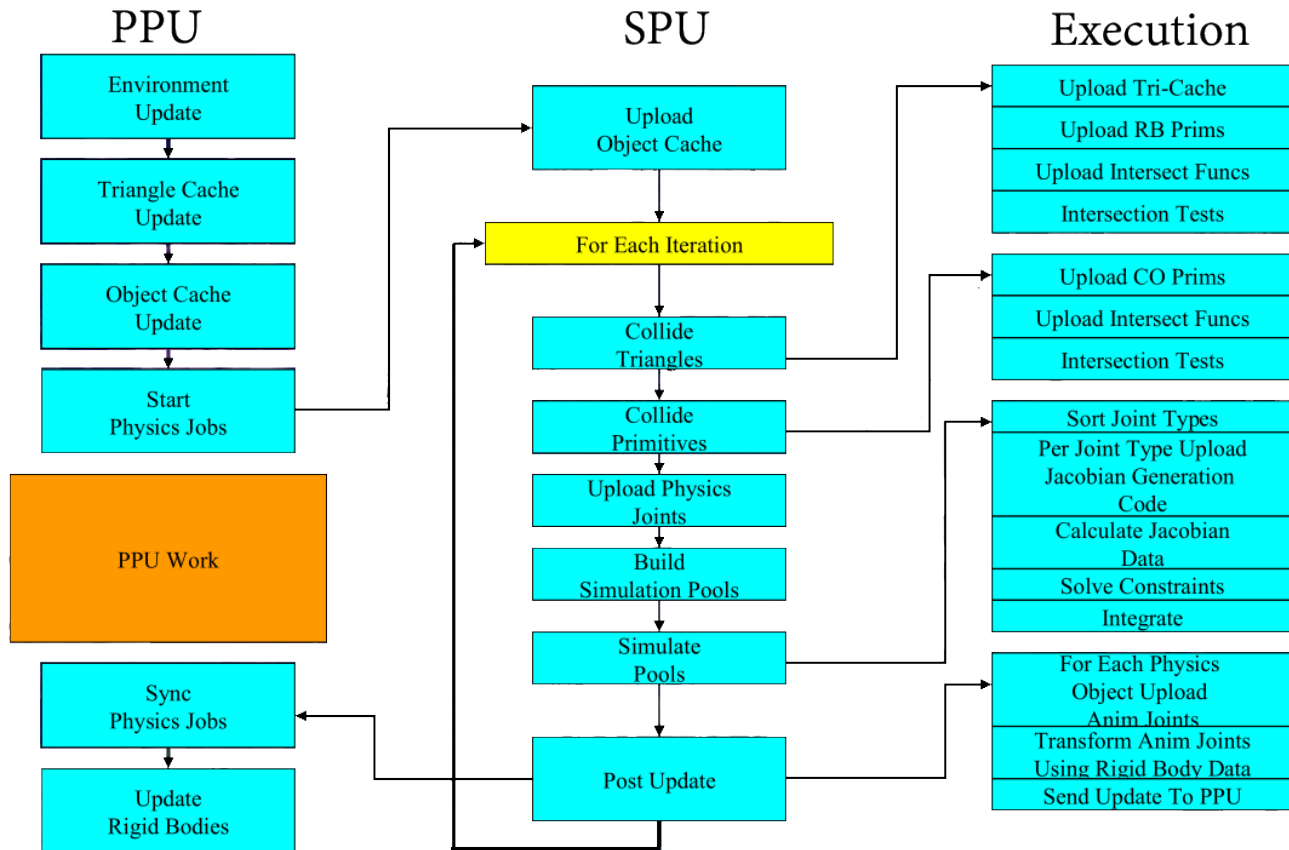 PPU
Environment
Update
Triangle Cache
Update
Object Cache
Update
Start
Physics Jobs
PPU Work
Sync
Physics Jobs
Update
Rigid Bodies
SPU
Upload
Object Cache
For Each Iteration
Collide
Triangles
Collide
Primitives
Upload Physics
Joints
Build
Simulation Pools
Simulate
Pools
Post Update
Execution
Upload Tri-Cache
Upload RB Prims
Upload Intersect Funcs
Intersection Tests
Upload CO Prims
Upload Intersect Funcs
Intersection Tests
Sort Joint Types
Per Joint Type Upload
Jacobian Generation
Code
Calculate Jacobian
Data
Solve Constraints
Integrate
For Each Physics
Object Upload
Anim Joints
Transform Anim Joints
Using Rigid Body Data
Send Update To PPU